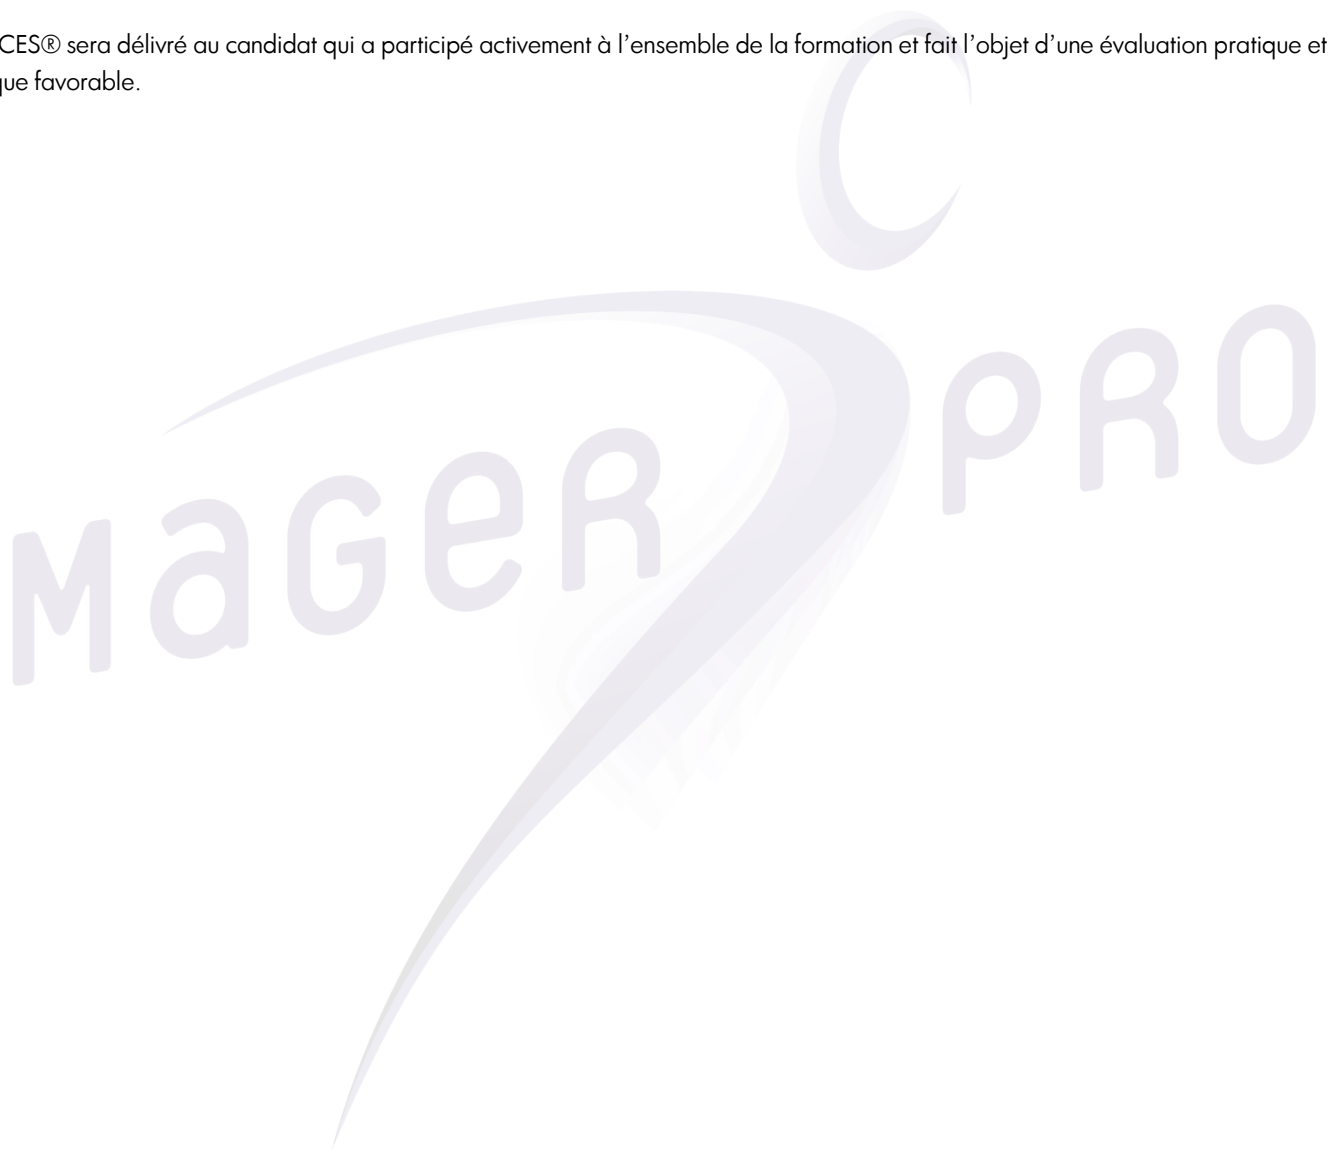 CES® sera délivré au candidat qui a participé activement à l’ensemble de la formation et fait l’objet d’une évaluation pratique et
que favorable.
MaGeR PRO